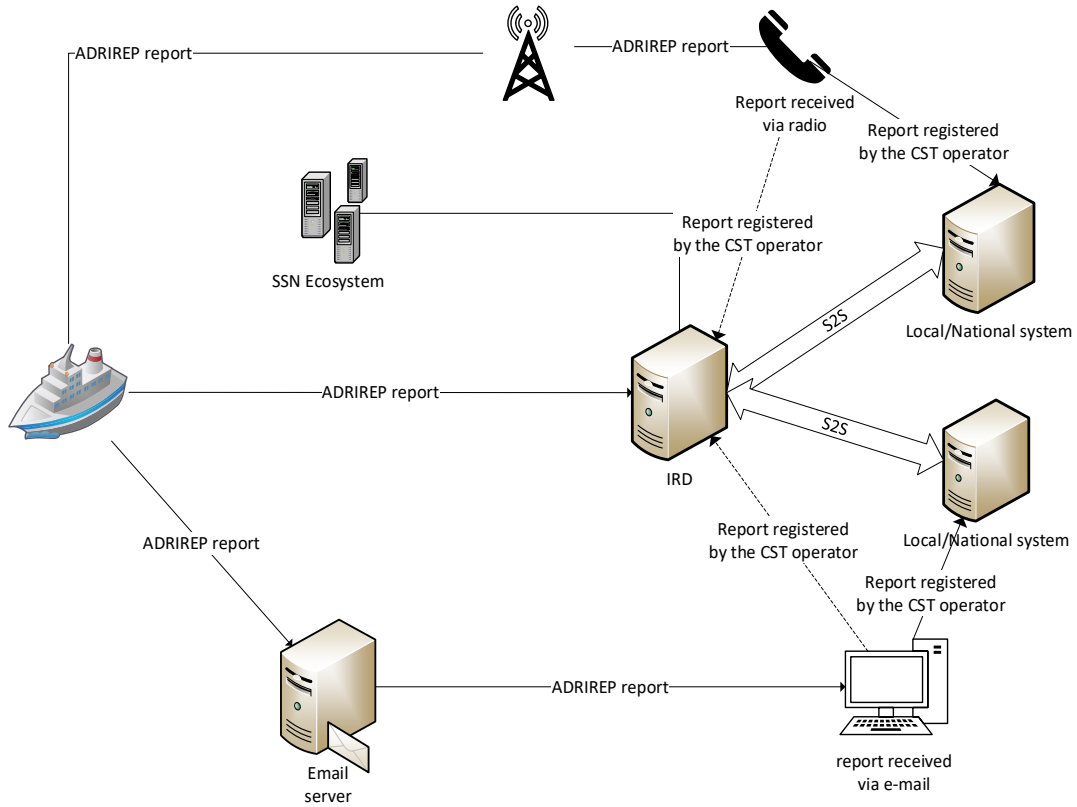 ADRIREP report
ADRIREP report
Report received
via radio
Report registered
by the CST operator
SSN Ecosystem
Report registered
by the CST operator
S2S
Local/National system
ADRIREP report
S2S
IRD
ADRIREP report
Report registered
by the CST operator
Local/National system
Report registered
by the CST operator
ADRIREP report
report received
via e-mail
Email
server